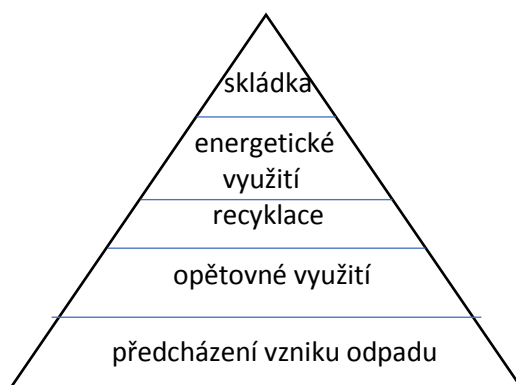 skládka
energetické
využití
recyklace
opětovné využití
předcházení vzniku odpadu